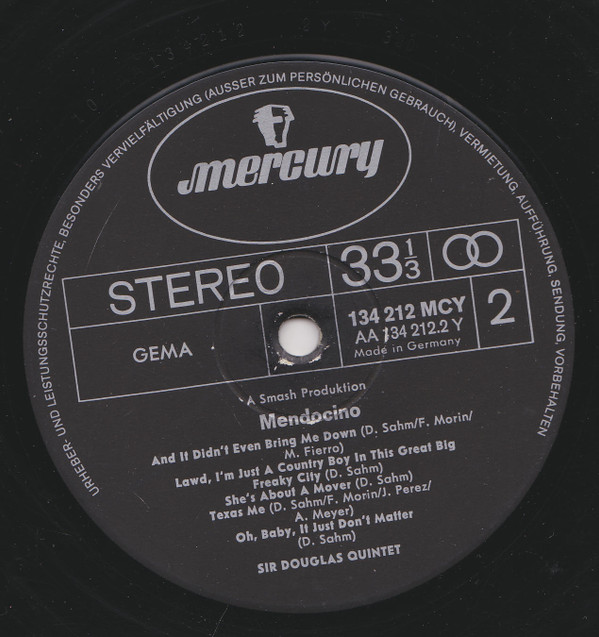 URHEBER- UND LEISTUNGSSCHUTZRECHTE, BESONDERS VERVIELFÄLTIGUNG (AUSSER ZUM PERSÖNLICHEN GEBRAUCH), VERMIETUNG, AUFFÜHRUNG, SENDUNG, VORBEHALTEN
mercury
STEREO
33 1/3
GEMA
134 212 MCY
AA 134 212.2 Y
Made in Germany
2
A Smash Produktion
Mendocino
And It Didn't Even Bring Me Down (D. Sahm/F. Morin/
M. Fierro)
Lawd, I'm Just A Country Boy In This Great Big
Freaky City (D. Sahm)
She's About A Mover (D. Sahm)
Texas Me (D. Sahm/F. Morin/J. Perez/
A. Meyer)
Oh, Baby, It Just Don't Matter
(D. Sahm)
SIR DOUGLAS QUINTET